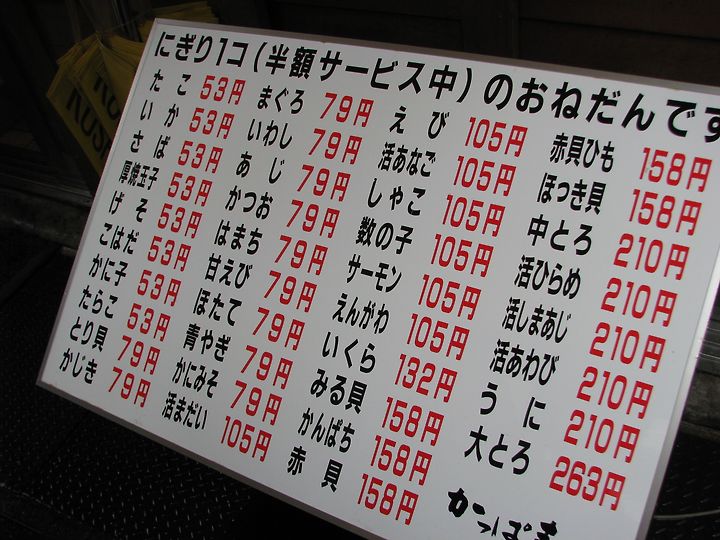 にぎり1コ(半額サービス中)のおねだんです
たこ 53円
いか 53円
さば 53円
厚焼玉子 53円
げそ 53円
こはだ 53円
かに子 53円
たらこ 53円
とり貝 79円
かじき 79円
まぐろ 79円
いわし 79円
あじ 79円
かつお 79円
はまち 79円
甘えび 79円
ほたて 79円
青やぎ 79円
かにみそ 79円
活まだい 105円
えび 105円
活あなご 105円
しゃこ 105円
数の子 105円
サーモン 105円
えんがわ 105円
いくら 132円
みる貝 158円
かんぱち 158円
赤貝 158円
赤貝ひも 158円
ほつき貝 158円
中とろ 210円
活ひらめ 210円
活しまあじ 210円
活あわび 210円
うに 210円
大とろ 263円
かっぱ